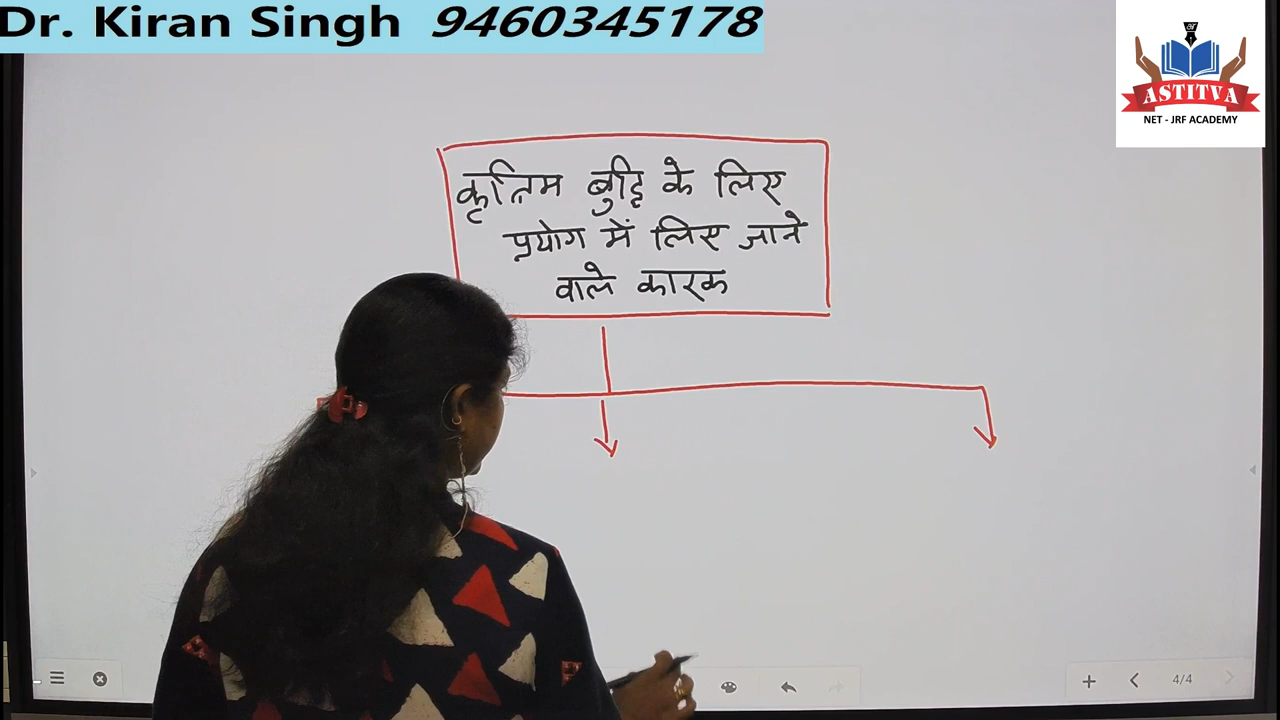 Dr. Kiran Singh 9460345178
ASTITVA
NET - JRF ACADEMY
कृत्रिम बुद्धि के लिए
प्रयोग में लिए जाने
वाले कारक
4/4